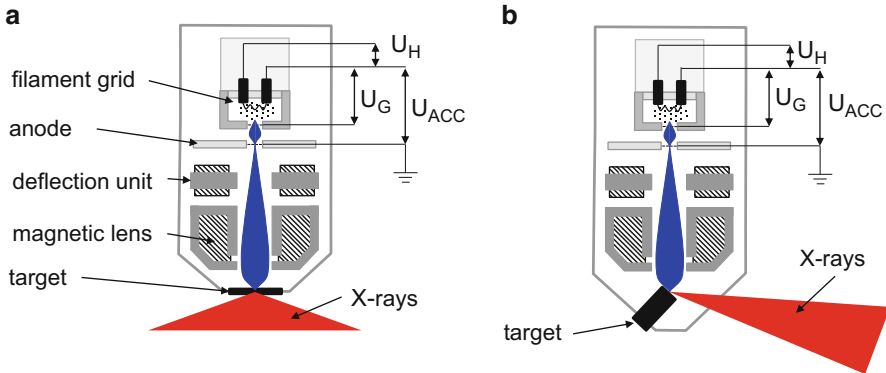 a
U_H
filament grid
U_G
U_ACC
anode
deflection unit
magnetic lens
target
X-rays
b
U_H
U_G
U_ACC
X-rays
target